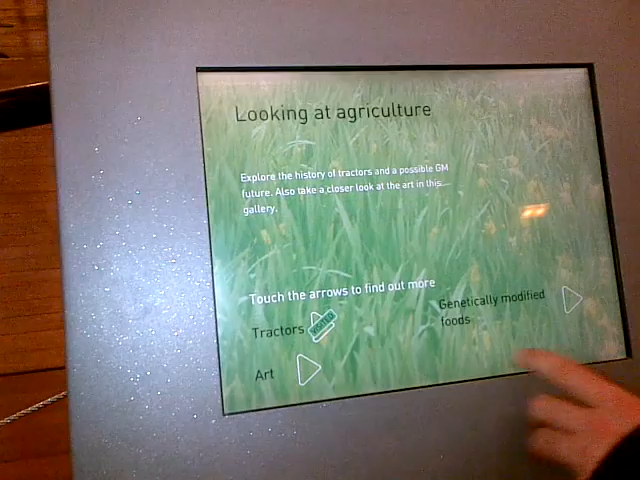 Looking at agriculture
Explore the history of tractors and a possible GM
future. Also take a closer look at the art in this
gallery.
Touch the arrows to find out more
Tractors
Genetically modified
foods
Art